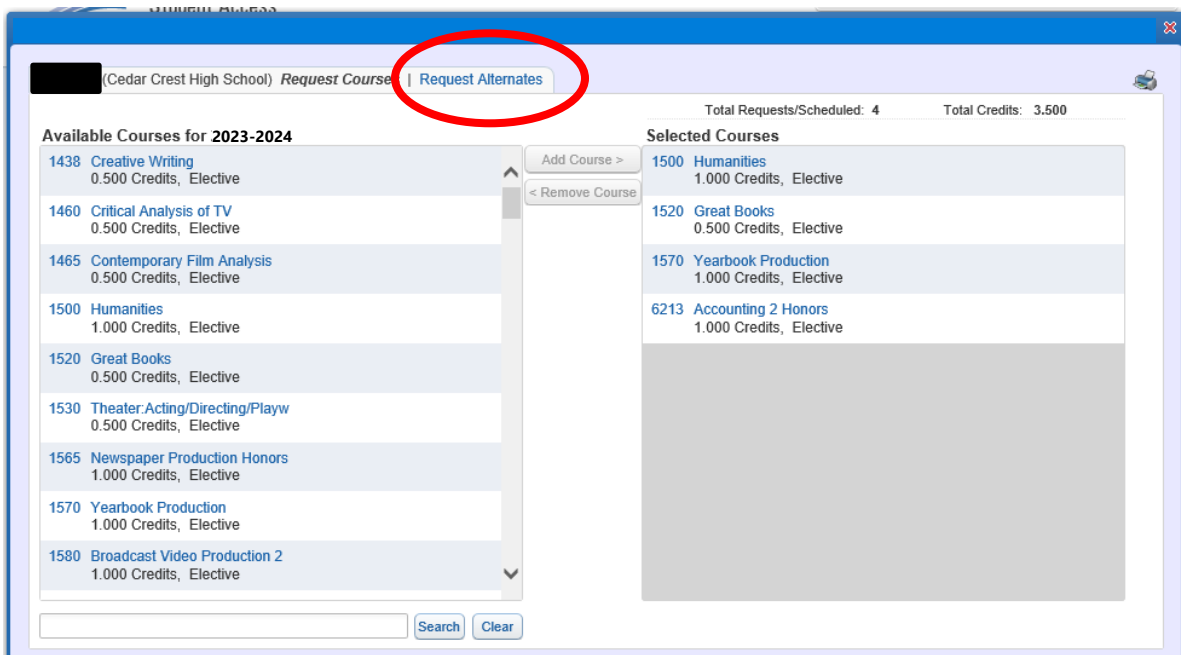 Student Access
(Cedar Crest High School) Request Courses | Request Alternates
Total Requests/Scheduled: 4 Total Credits: 3.500
Available Courses for 2023-2024
Selected Courses
1438 Creative Writing
0.500 Credits, Elective
1460 Critical Analysis of TV
0.500 Credits, Elective
1465 Contemporary Film Analysis
0.500 Credits, Elective
1500 Humanities
1.000 Credits, Elective
1520 Great Books
0.500 Credits, Elective
1530 Theater:Acting/Directing/Playw
0.500 Credits, Elective
1565 Newspaper Production Honors
1.000 Credits, Elective
1570 Yearbook Production
1.000 Credits, Elective
1580 Broadcast Video Production 2
1.000 Credits, Elective
Add Course >
< Remove Course
1500 Humanities
1.000 Credits, Elective
1520 Great Books
0.500 Credits, Elective
1570 Yearbook Production
1.000 Credits, Elective
6213 Accounting 2 Honors
1.000 Credits, Elective
Search Clear